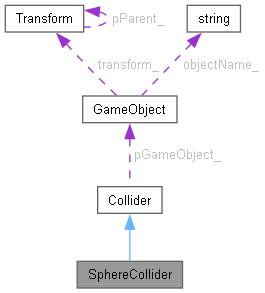 Transform
pParent_
string
transform_
objectName_
GameObject
pGameObject_
Collider
SphereCollider